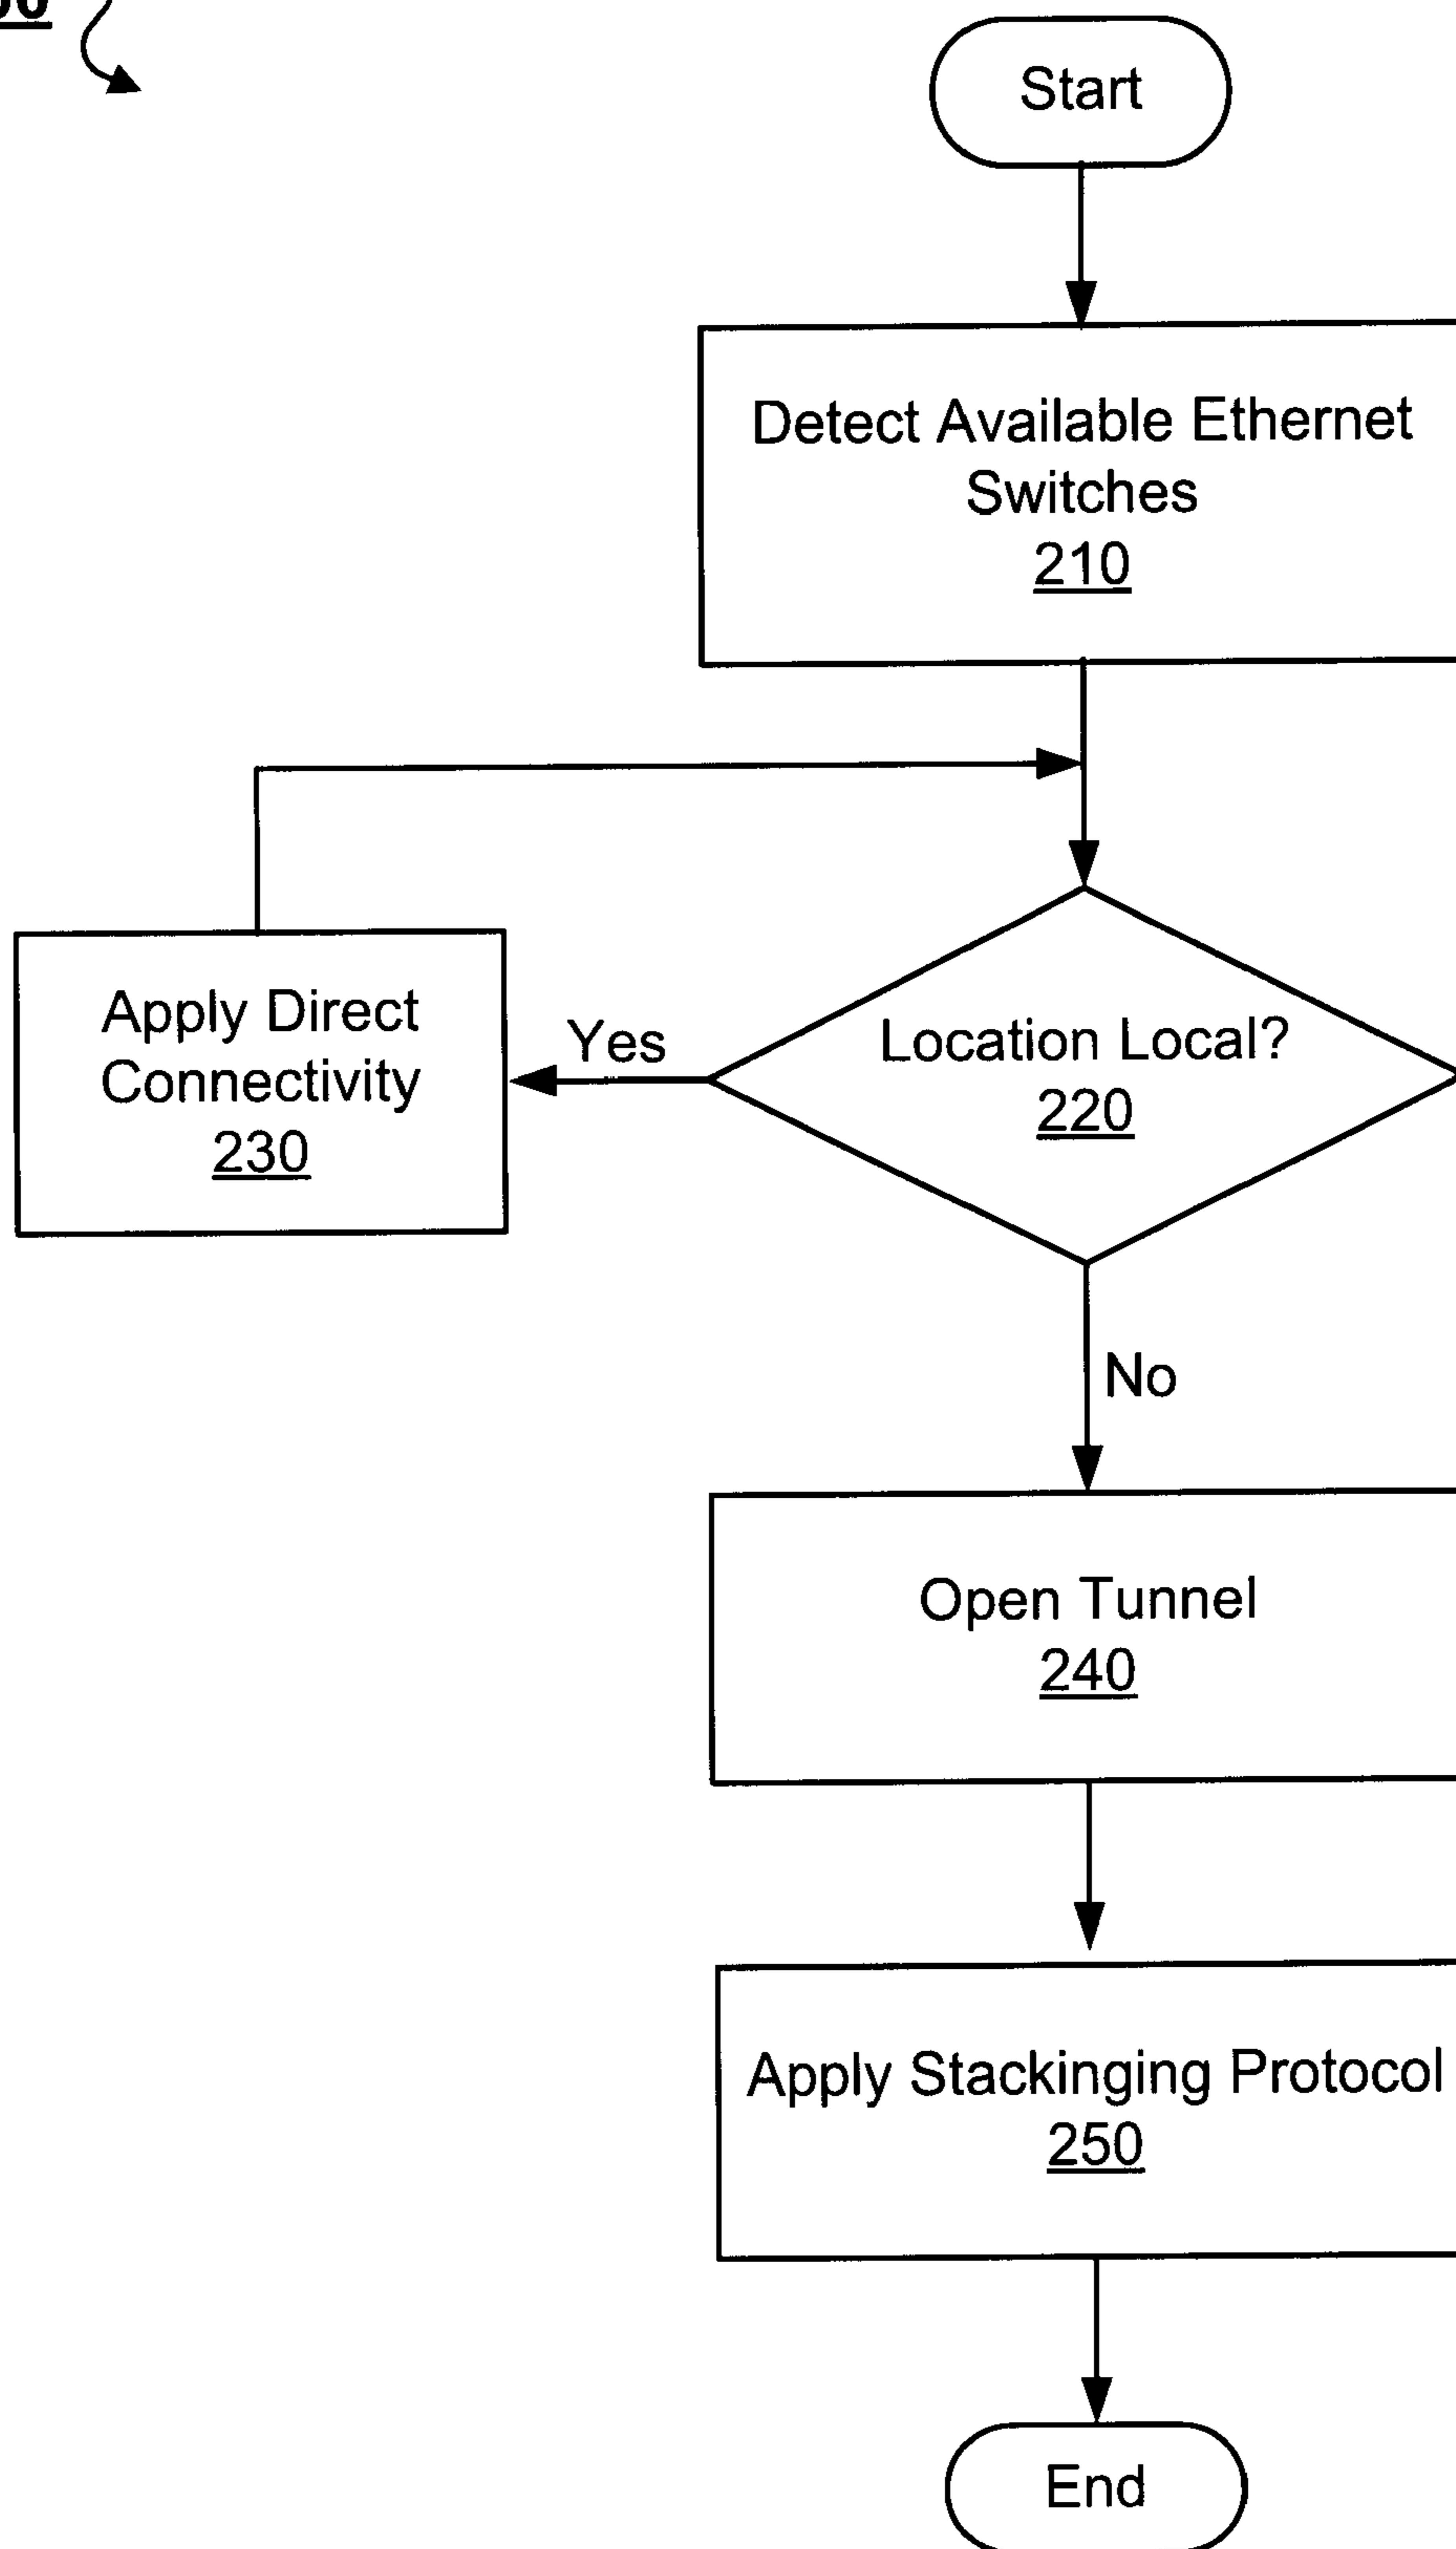 Start
Detect Available Ethernet
Switches
210
Apply Direct
Connectivity
230
Yes
Location Local?
220
No
Open Tunnel
240
Apply Stackinging Protocol
250
End